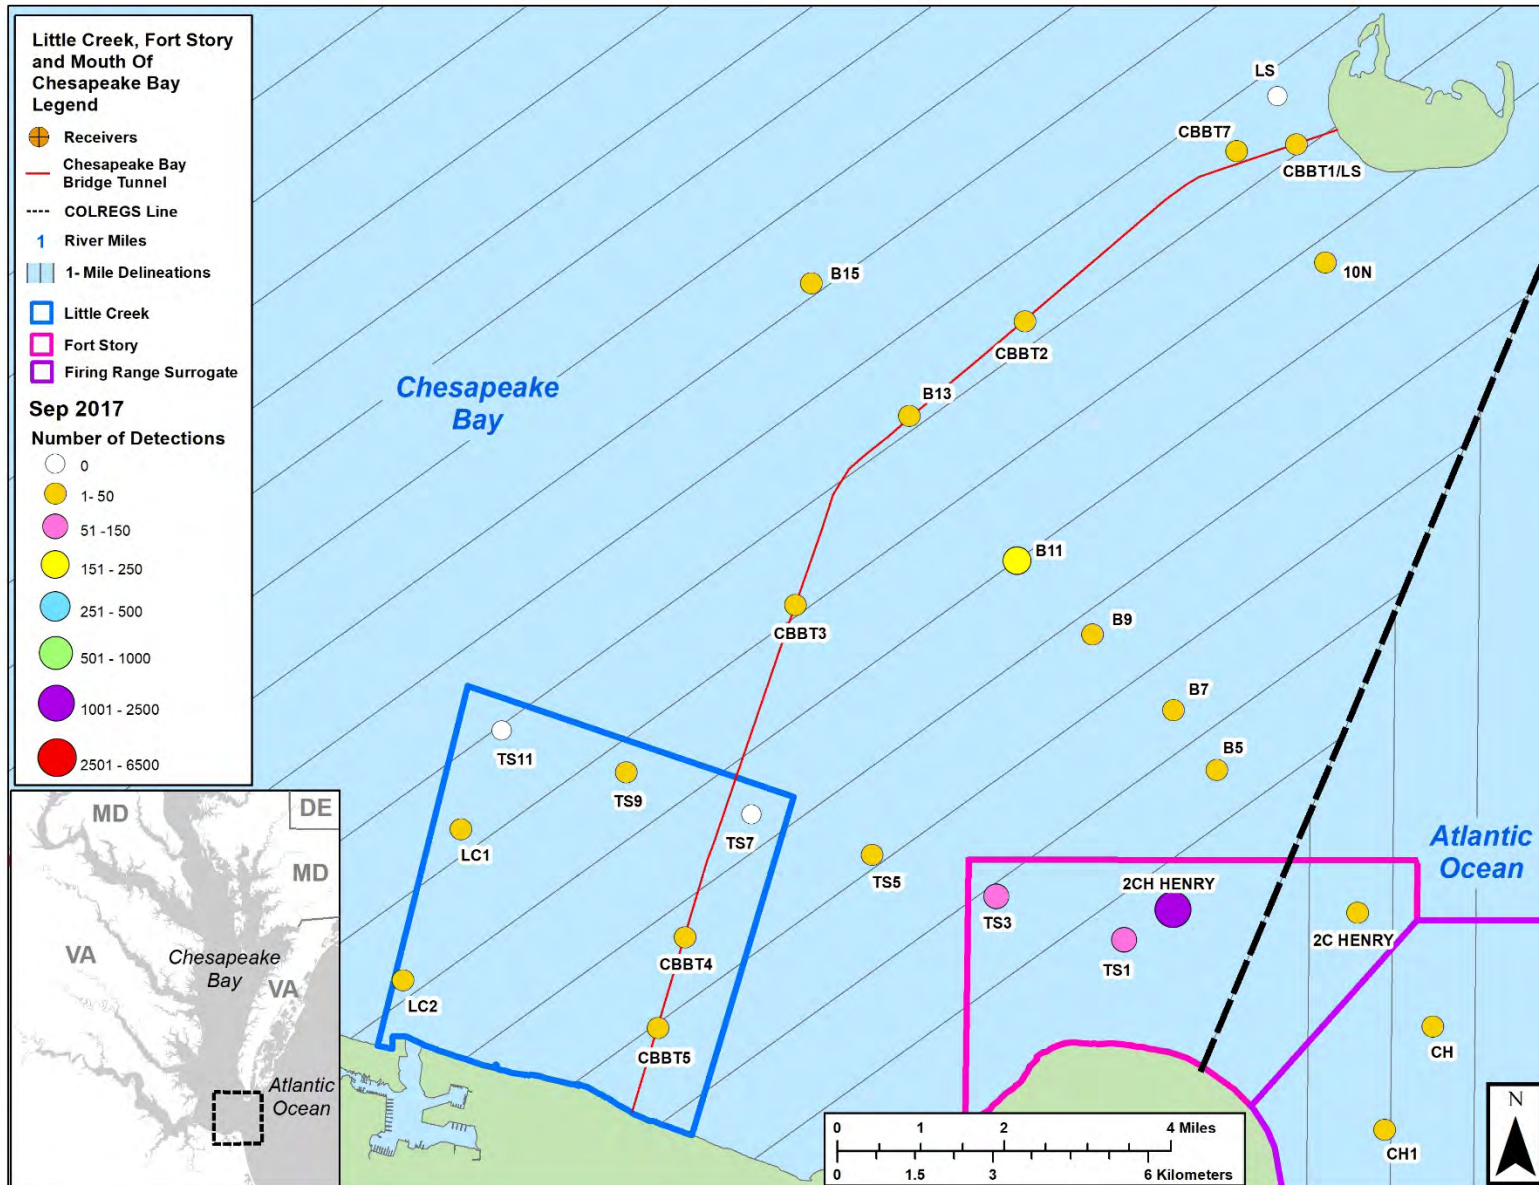 Little Creek, Fort Story
and Mouth Of
Chesapeake Bay
Legend
Receivers
Chesapeake Bay
Bridge Tunnel
COLREGS Line
1 River Miles
1- Mile Delineations
Little Creek
Fort Story
Firing Range Surrogate
Sep 2017
Number of Detections
0
1- 50
51 -150
151 - 250
251 - 500
501 - 1000
1001 - 2500
2501 - 6500
LS
CBBT7
CBBT1/LS
10N
B15
CBBT2
Chesapeake
Bay
B13
B11
CBBT3
B9
B7
B5
TS11
TS9
TS7
LC1
TS5
Atlantic
Ocean
2CH HENRY
TS3
TS1
2C HENRY
CBBT4
LC2
CBBT5
CH
CH1
MD
DE
MD
VA
Chesapeake
Bay
VA
Atlantic
Ocean
0 1 2 4 Miles
0 1.5 3 6 Kilometers
N